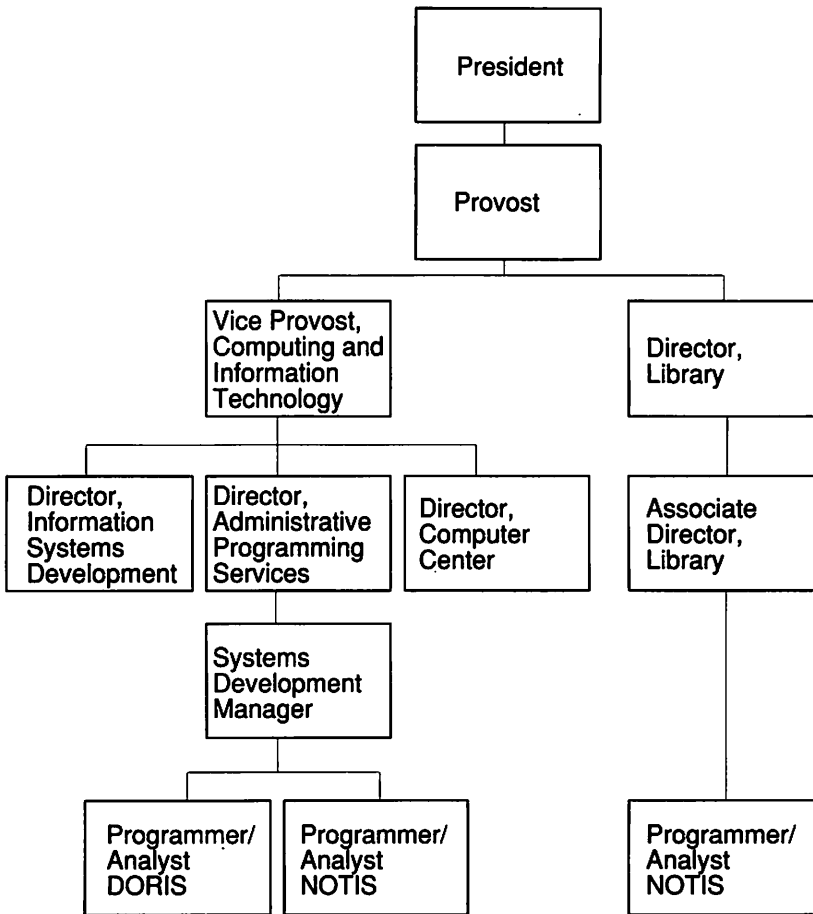 President
Provost
Vice Provost,
Computing and
Information
Technology
Director,
Library
Director,
Information
Systems
Development
Director,
Administrative
Programming
Services
Director,
Computer
Center
Associate
Director,
Library
Systems
Development
Manager
Programmer/
Analyst
DORIS
Programmer/
Analyst
NOTIS
Programmer/
Analyst
NOTIS